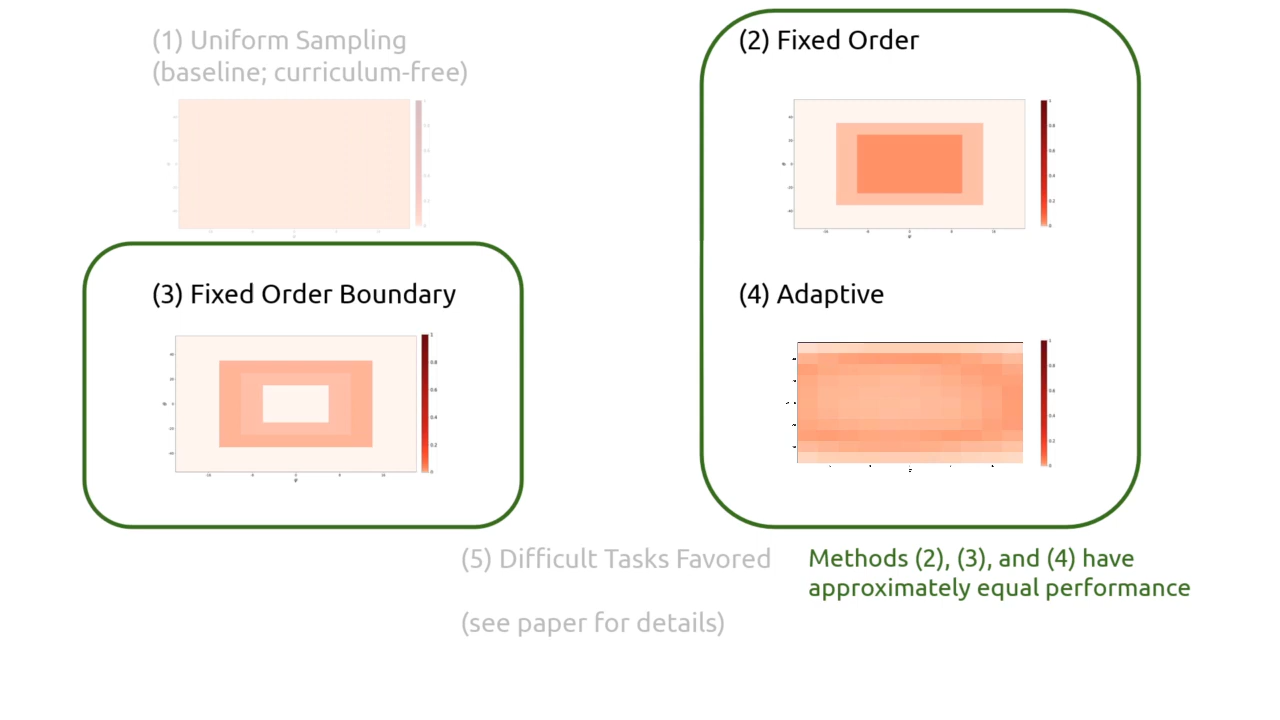 (1) Uniform Sampling
(baseline; curriculum-free)
(2) Fixed Order
(3) Fixed Order Boundary
(4) Adaptive
(5) Difficult Tasks Favored
(see paper for details)
Methods (2), (3), and (4) have
approximately equal performance